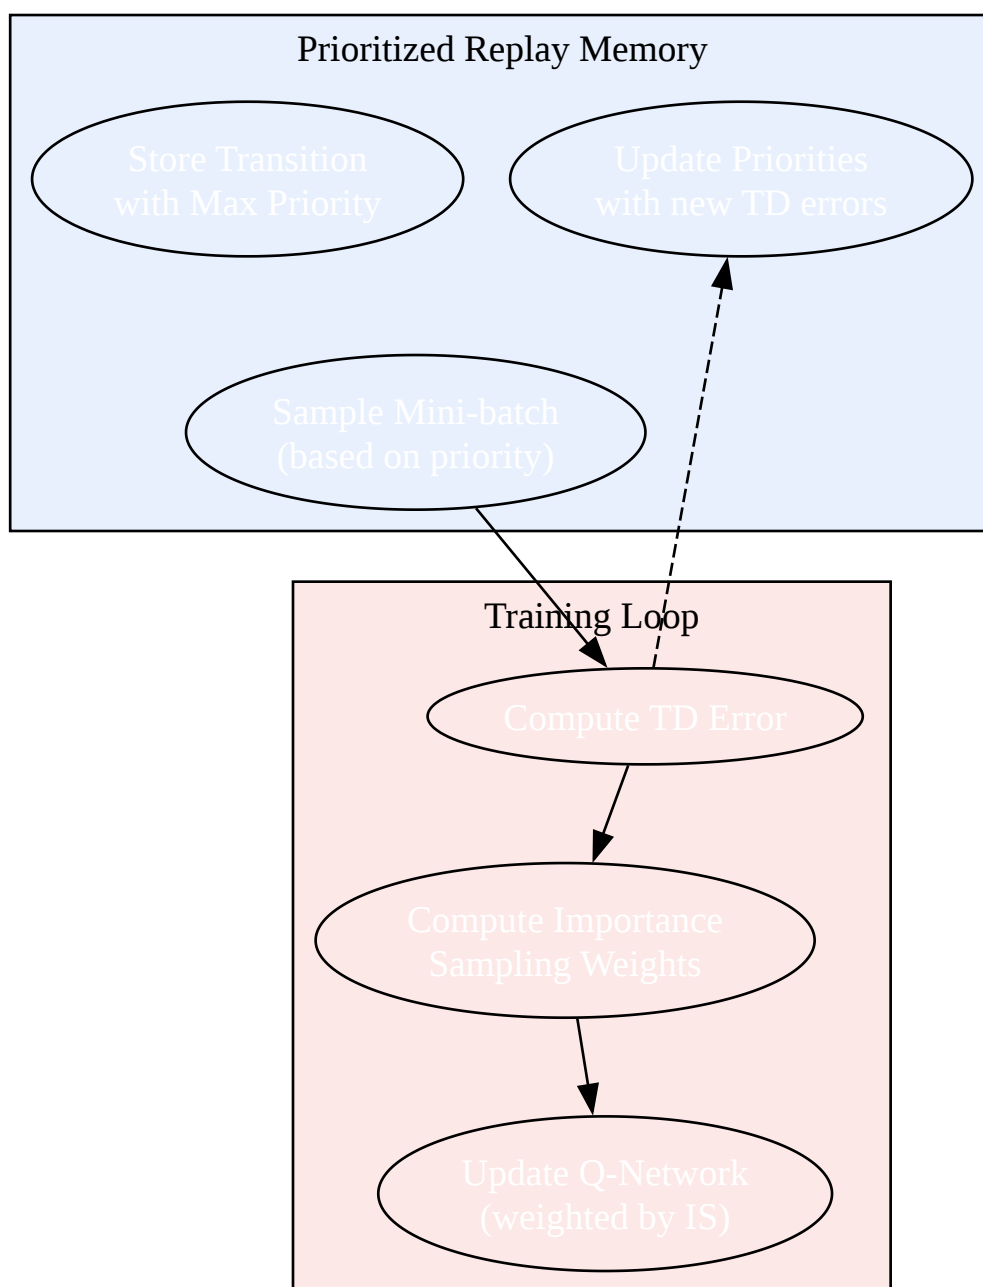 Prioritized Replay Memory
Store Transition
with Max Priority
Update Priorities
with new TD errors
Sample Mini-batch
(based on priority)
Training Loop
Compute TD Error
Compute Importance
Sampling Weights
Update Q-Network
(weighted by IS)